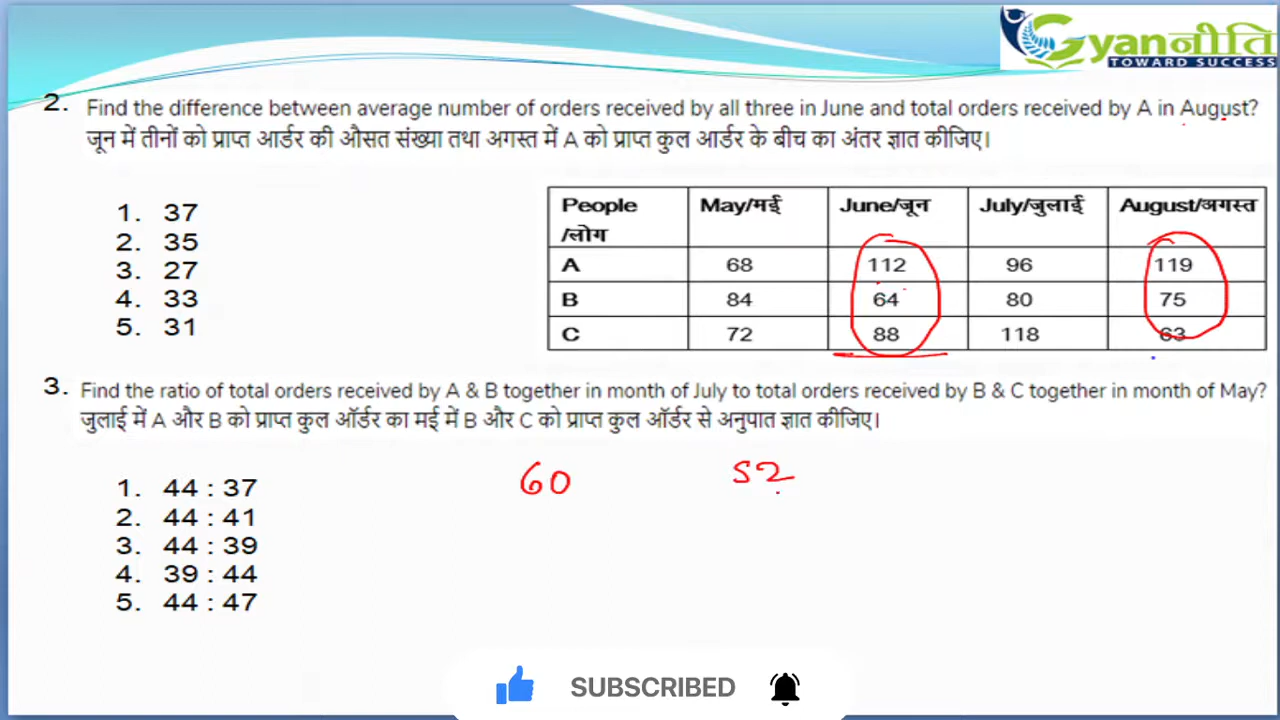 Gyanनीति
TOWARD SUCCESS
2. Find the difference between average number of orders received by all three in June and total orders received by A in August?
जून में तीनों को प्राप्त आर्डर की औसत संख्या तथा अगस्त में A को प्राप्त कुल आर्डर के बीच का अंतर ज्ञात कीजिए।
1. 37
2. 35
3. 27
4. 33
5. 31
People /लोग May/मई June/जून July/जुलाई August/अगस्त
A 68 112 96 119
B 84 64 80 75
C 72 88 118 63
3. Find the ratio of total orders received by A & B together in month of July to total orders received by B & C together in month of May?
जुलाई में A और B को प्राप्त कुल ऑर्डर का मई में B और C को प्राप्त कुल ऑर्डर से अनुपात ज्ञात कीजिए।
60 52
1. 44 : 37
2. 44 : 41
3. 44 : 39
4. 39 : 44
5. 44 : 47
SUBSCRIBED